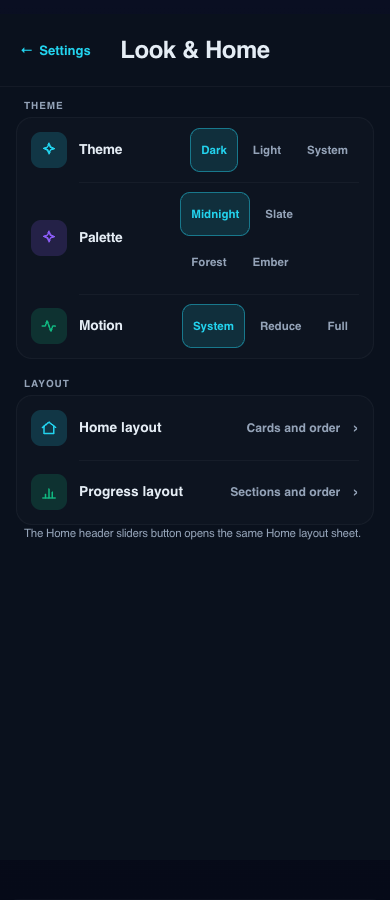 ← Settings Look & Home
THEME
Theme Dark Light System
Palette Midnight Slate
Forest Ember
Motion System Reduce Full
LAYOUT
Home layout Cards and order ›
Progress layout Sections and order ›
The Home header sliders button opens the same Home layout sheet.